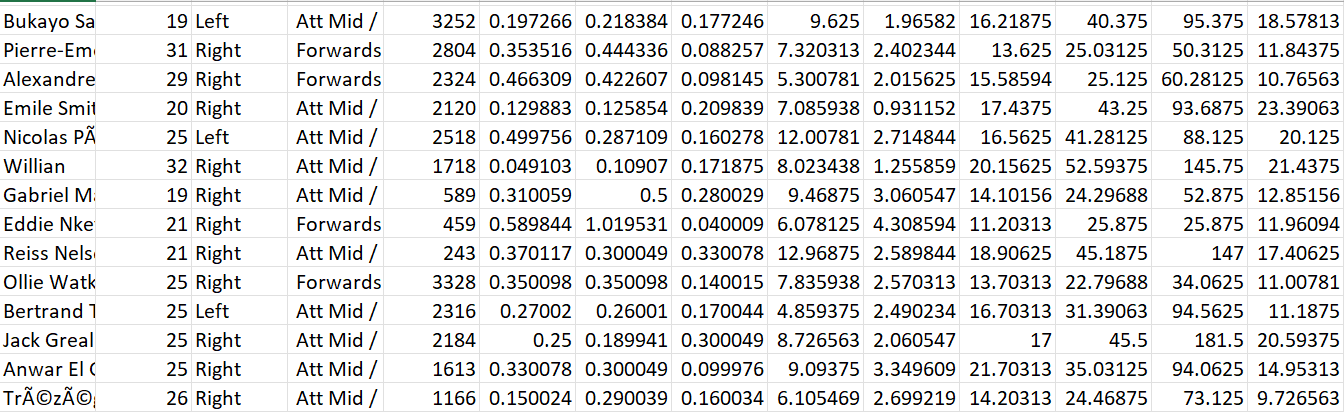 Bukayo Sa 19 Left Att Mid / 3252 0.197266 0.218384 0.177246 9.625 1.96582 16.21875 40.375 95.375 18.57813
Pierre-Eme 31 Right Forwards 2804 0.353516 0.444336 0.088257 7.320313 2.402344 13.625 25.03125 50.3125 11.84375
Alexandre 29 Right Forwards 2324 0.466309 0.422607 0.098145 5.300781 2.015625 15.58594 25.125 60.28125 10.76563
Emile Smit 20 Right Att Mid / 2120 0.129883 0.125854 0.209839 7.085938 0.931152 17.4375 43.25 93.6875 23.39063
Nicolas PÃ 25 Left Att Mid / 2518 0.499756 0.287109 0.160278 12.00781 2.714844 16.5625 41.28125 88.125 20.125
Willian 32 Right Att Mid / 1718 0.049103 0.10907 0.171875 8.023438 1.255859 20.15625 52.59375 145.75 21.4375
Gabriel Ma 19 Right Att Mid / 589 0.310059 0.5 0.280029 9.46875 3.060547 14.10156 24.29688 52.875 12.85156
Eddie Nke 21 Right Forwards 459 0.589844 1.019531 0.040009 6.078125 4.308594 11.20313 25.875 25.875 11.96094
Reiss Nels 21 Right Att Mid / 243 0.370117 0.300049 0.330078 12.96875 2.589844 18.90625 45.1875 147 17.40625
Ollie Watk 25 Right Forwards 3328 0.350098 0.350098 0.140015 7.835938 2.570313 13.70313 22.79688 34.0625 11.00781
Bertrand T 25 Left Att Mid / 2316 0.27002 0.26001 0.170044 4.859375 2.490234 16.70313 31.39063 94.5625 11.1875
Jack Greal 25 Right Att Mid / 2184 0.25 0.189941 0.300049 8.726563 2.060547 17 45.5 181.5 20.59375
Anwar El G 25 Right Att Mid / 1613 0.330078 0.300049 0.099976 9.09375 3.349609 21.70313 35.03125 94.0625 14.95313
TrÃ©zÃ©g 26 Right Att Mid / 1166 0.150024 0.290039 0.160034 6.105469 2.699219 14.20313 24.46875 73.125 9.726563